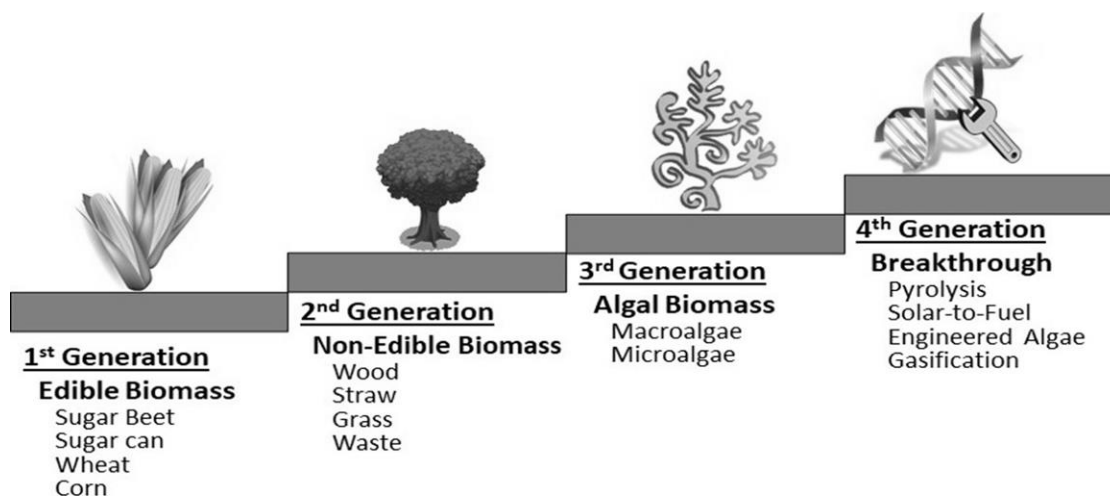 1st Generation
Edible Biomass
Sugar Beet
Sugar can
Wheat
Corn
2nd Generation
Non-Edible Biomass
Wood
Straw
Grass
Waste
3rd Generation
Algal Biomass
Macroalgae
Microalgae
4th Generation
Breakthrough
Pyrolysis
Solar-to-Fuel
Engineered Algae
Gasification